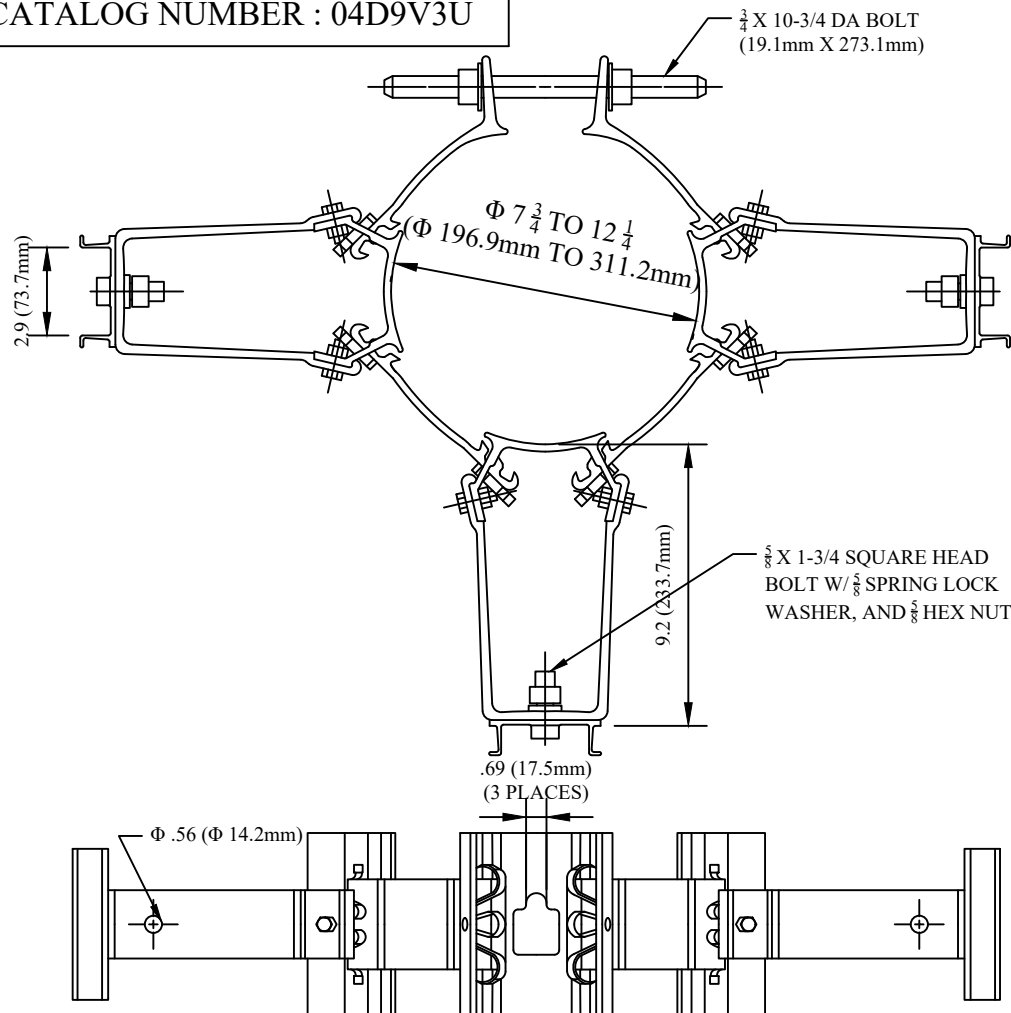 CATALOG NUMBER : 04D9V3U
3/4 X 10-3/4 DA BOLT
(19.1mm X 273.1mm)
Φ 7 3/4 TO 12 1/4
(Φ 196.9mm TO 311.2mm)
2.9 (73.7mm)
5/8 X 1-3/4 SQUARE HEAD
BOLT W/ 5/8 SPRING LOCK
WASHER, AND 5/8 HEX NUT
9.2 (233.7mm)
.69 (17.5mm)
(3 PLACES)
Φ .56 (Φ 14.2mm)